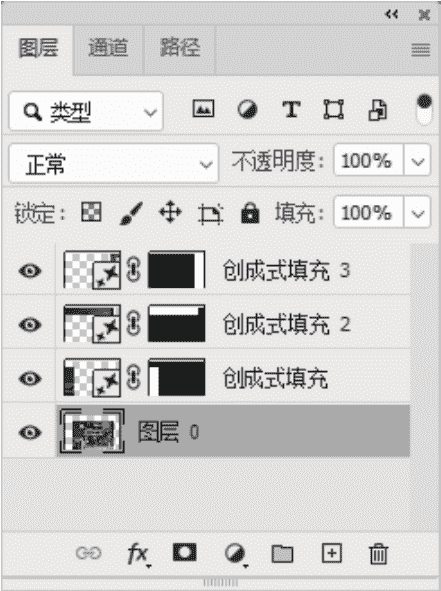 图层 通道 路径
类型
正常 不透明度: 100%
锁定: 填充: 100%
创成式填充 3
创成式填充 2
创成式填充
图层 0
fx